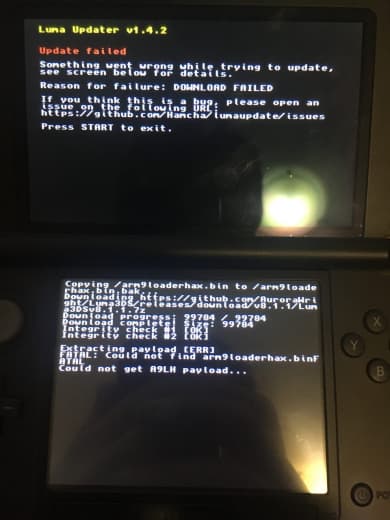 Luma Updater v1.4.2
Update failed
Something went wrong while trying to update,
see screen below for details.
Reason for failure: DOWNLOAD FAILED
If you think this is a bug, please open an
issue on the following URL:
https://github.com/Hamcha/lumaupdate/issues
Press START to exit.
Copying /arm9loaderhax.bin to /arm9loade
rhax.bin.bak...
Downloading https://github.com/AuroraWri
ght/Luma3DS/releases/download/v8.1.1/Lum
a3DSv8.1.1.7z
Download progress: 99784 / 99784
Download complete! Size: 99784
Integrity check #1 [OK]
Integrity check #2 [OK]
Extracting payload [ERR]
FATAL: Could not find arm9loaderhax.binF
ATAL
Could not get A9LH payload...
X
Y
B